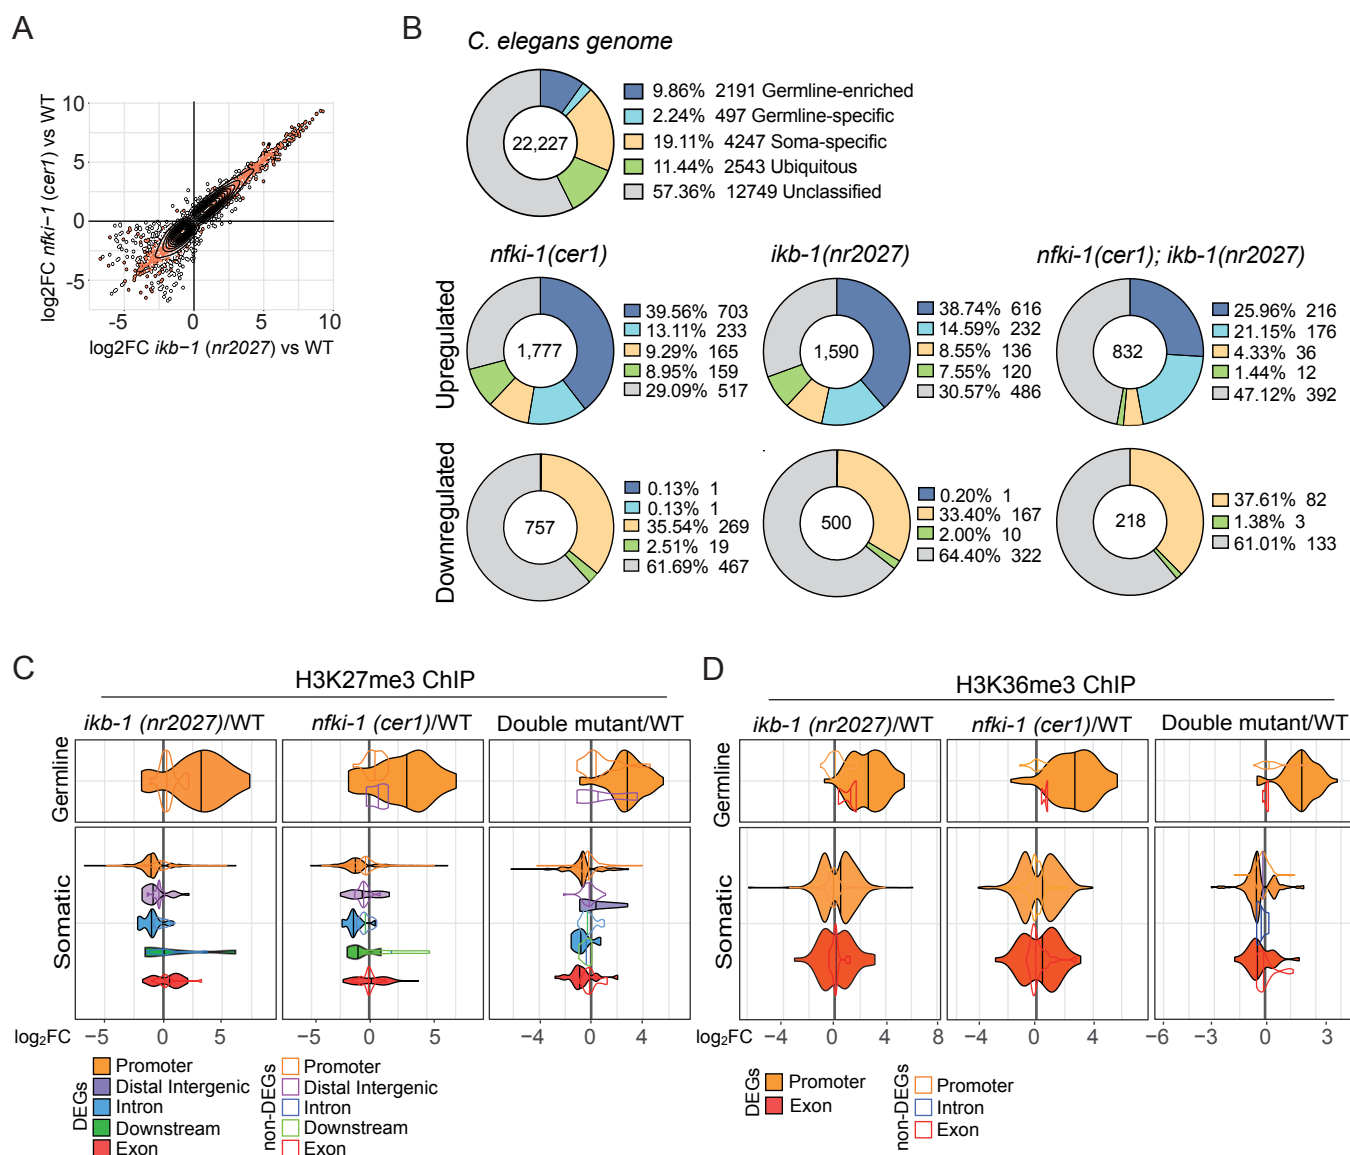 A
log2FC nfki−1 (cer1) vs WT
10
5
0
−5
-5
0
5
10
log2FC ikb−1 (nr2027) vs WT
B
C. elegans genome
22,227
9.86% 2191 Germline-enriched
2.24% 497 Germline-specific
19.11% 4247 Soma-specific
11.44% 2543 Ubiquitous
57.36% 12749 Unclassified
nfki-1(cer1)
ikb-1(nr2027)
nfki-1(cer1); ikb-1(nr2027)
Upregulated
1,777
39.56% 703
13.11% 233
9.29% 165
8.95% 159
29.09% 517
1,590
38.74% 616
14.59% 232
8.55% 136
7.55% 120
30.57% 486
832
25.96% 216
21.15% 176
4.33% 36
1.44% 12
47.12% 392
Downregulated
757
0.13% 1
0.13% 1
35.54% 269
2.51% 19
61.69% 467
500
0.20% 1
33.40% 167
2.00% 10
64.40% 322
218
37.61% 82
1.38% 3
61.01% 133
C
H3K27me3 ChIP
ikb-1 (nr2027)/WT
nfki-1 (cer1)/WT
Double mutant/WT
Germline
Somatic
log2FC
−5 0 5
−5 0 5
−4 0 4
DEGs
Promoter
Distal Intergenic
Intron
Downstream
Exon
non-DEGs
Promoter
Distal Intergenic
Intron
Downstream
Exon
D
H3K36me3 ChIP
ikb-1 (nr2027)/WT
nfki-1 (cer1)/WT
Double mutant/WT
Germline
Somatic
log2FC
−4 0 4 8
−4 0 4
−6 −3 0 3
DEGs
Promoter
Exon
non-DEGs
Promoter
Intron
Exon